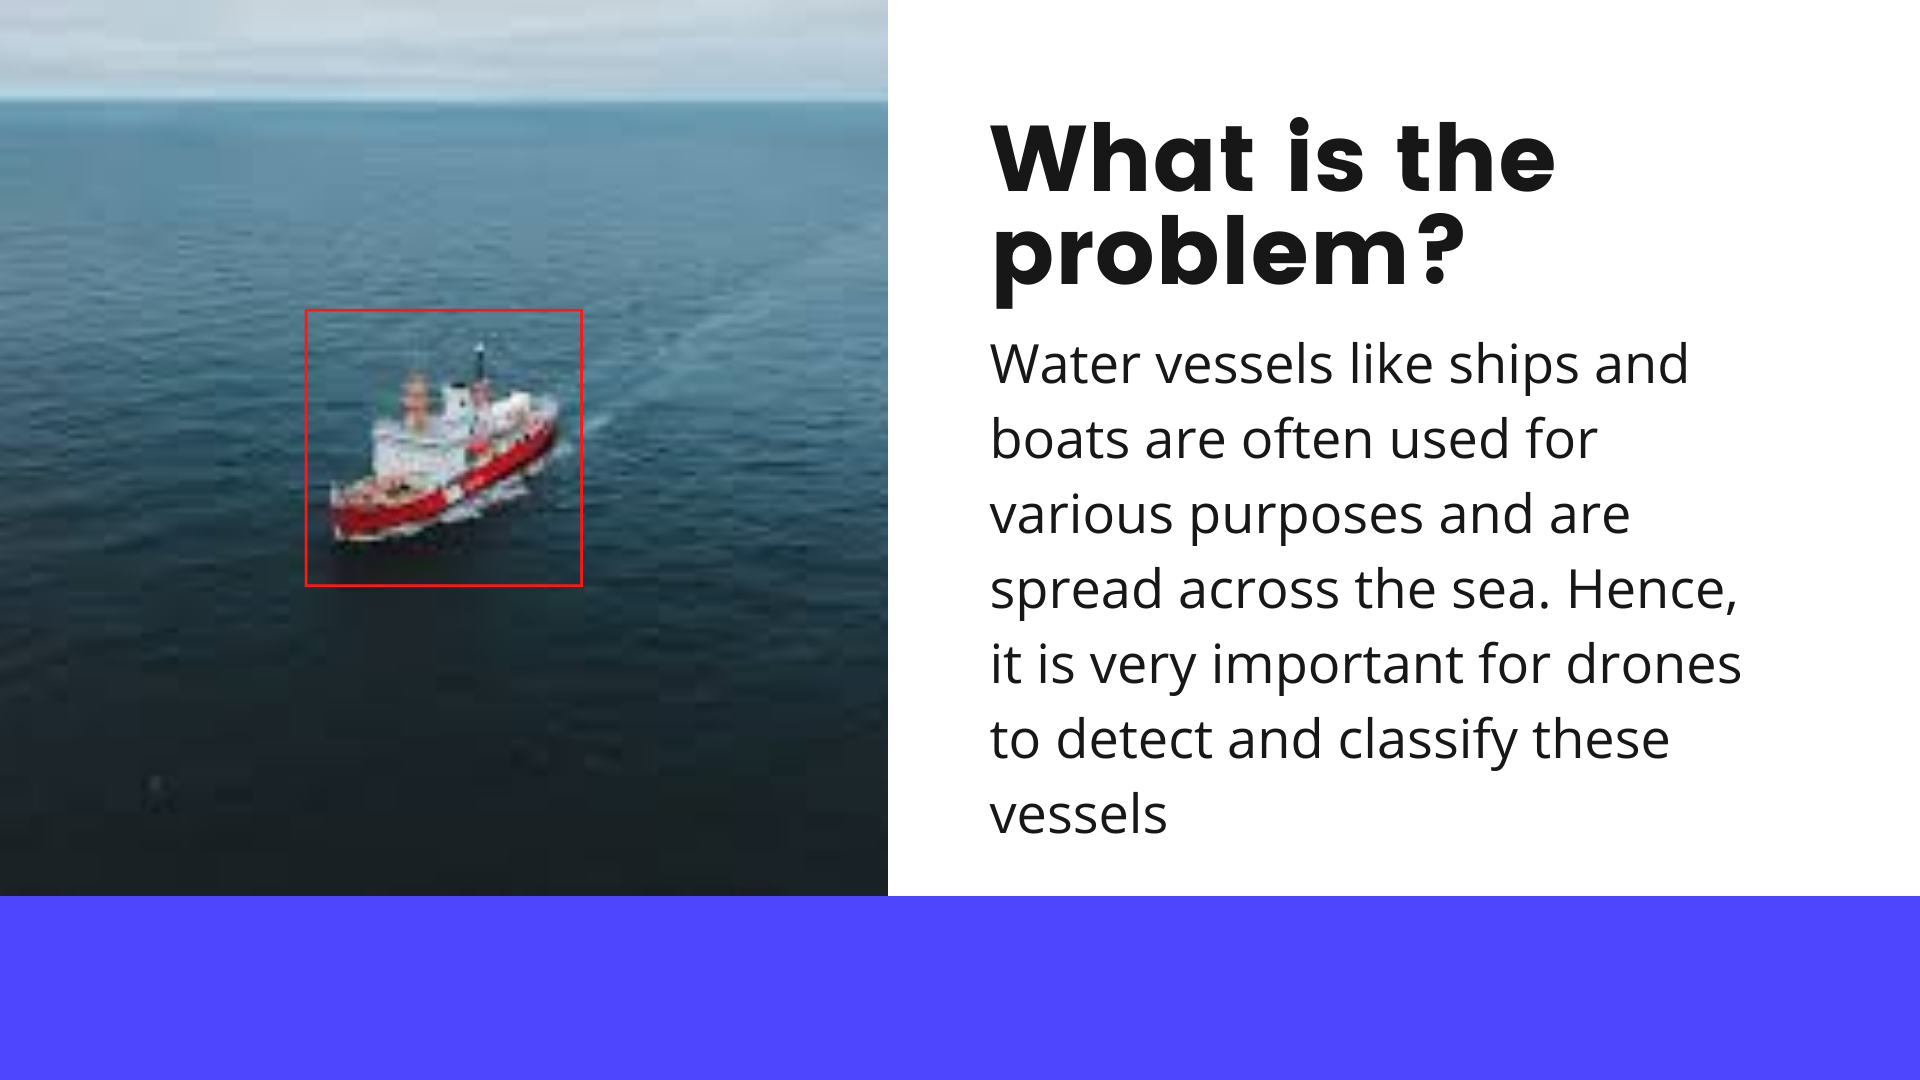 What is the
problem?
Water vessels like ships and
boats are often used for
various purposes and are
spread across the sea. Hence,
it is very important for drones
to detect and classify these
vessels